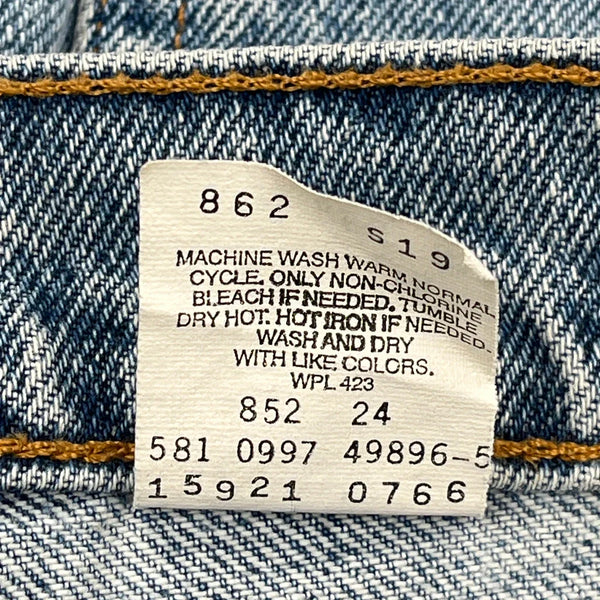 862
S19
MACHINE WASH WARM NORMAL
CYCLE. ONLY NON-CHLORINE
BLEACH IF NEEDED. TUMBLE
DRY HOT. HOT IRON IF NEEDED.
WASH AND DRY
WITH LIKE COLORS.
WPL 423
852 24
581 0997 49896-5
15921 0766